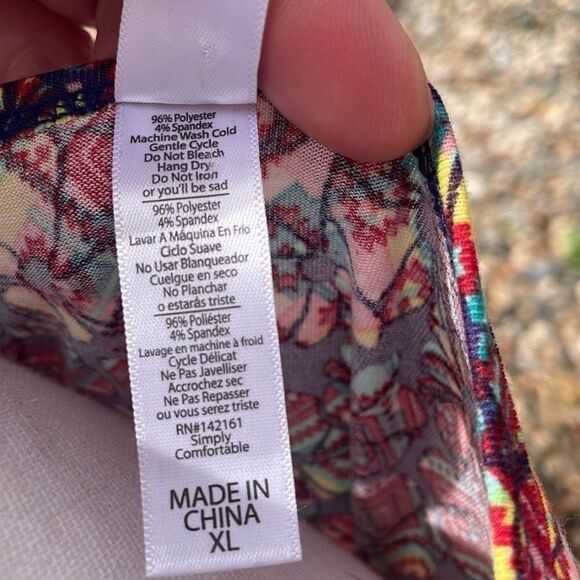 96% Polyester
4% Spandex
Machine Wash Cold
Gentle Cycle
Do Not Bleach
Hang Dry
Do Not Iron
or you'll be sad
96% Polyester
4% Spandex
Lavar A Máquina En Frio
Ciclo Suave
No Usar Blanqueador
Cuelgue en seco
No Planchar
o estarás triste
96% Poliéster
4% Spandex
Lavage en machine à froid
Cycle Délicat
Ne Pas Javelliser
Accrochez sec
Ne Pas Repasser
ou vous serez triste
RN#142161
Simply
Comfortable
MADE IN
CHINA
XL